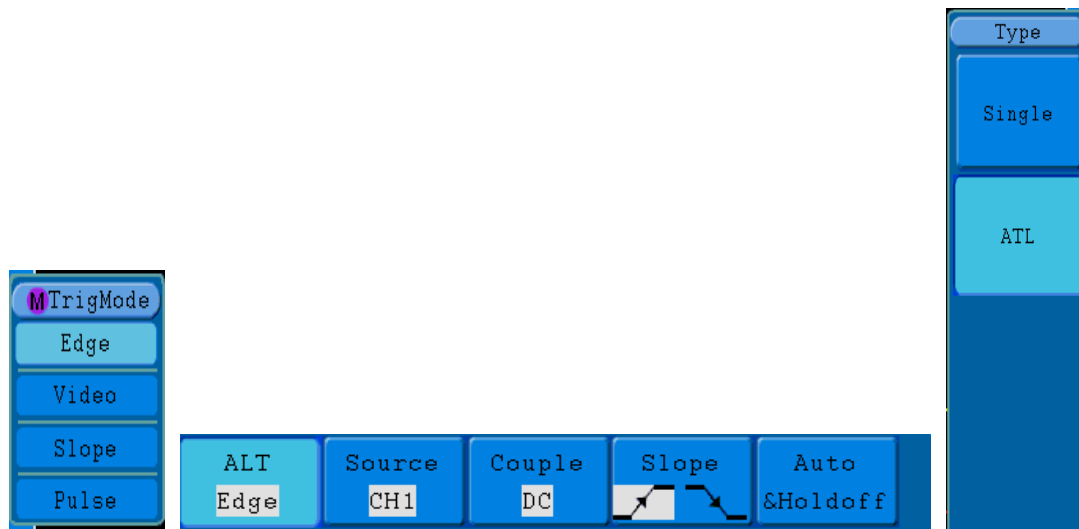 MTrigMode
Edge
Video
Slope
Pulse
ALT
Edge
Source
CH1
Couple
DC
Slope
Auto
&Holdoff
Type
Single
ATL